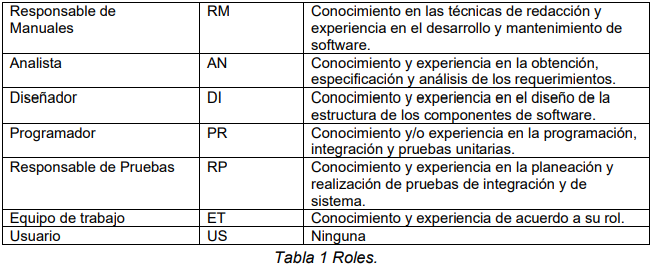 Responsable de Manuales RM Conocimiento en las técnicas de redacción y
experiencia en el desarrollo y mantenimiento de
software.
Analista AN Conocimiento y experiencia en la obtención,
especificación y análisis de los requerimientos.
Diseñador DI Conocimiento y experiencia en el diseño de la
estructura de los componentes de software.
Programador PR Conocimiento y/o experiencia en la programación,
integración y pruebas unitarias.
Responsable de Pruebas RP Conocimiento y experiencia en la planeación y
realización de pruebas de integración y de
sistema.
Equipo de trabajo ET Conocimiento y experiencia de acuerdo a su rol.
Usuario US Ninguna
Tabla 1 Roles.